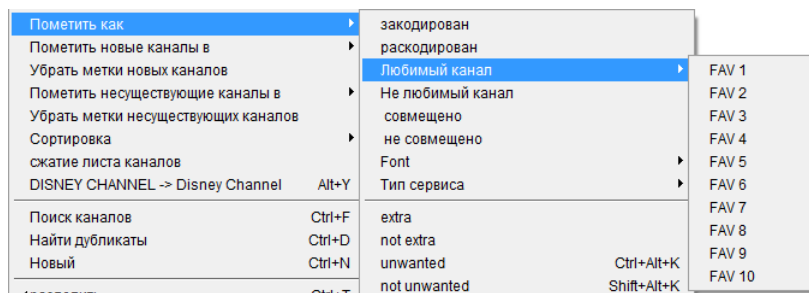 Пометить как
Пометить новые каналы в
Убрать метки новых каналов
Пометить несуществующие каналы в
Убрать метки несуществующих каналов
Сортировка
сжатие листа каналов
DISNEY CHANNEL -> Disney Channel Alt+Y
Поиск каналов Ctrl+F
Найти дубликаты Ctrl+D
Новый Ctrl+N
закодирован
раскодирован
Любимый канал
Не любимый канал
совмещено
не совмещено
Font
Тип сервиса
extra
not extra
unwanted Ctrl+Alt+K
not unwanted Shift+Alt+K
FAV 1
FAV 2
FAV 3
FAV 4
FAV 5
FAV 6
FAV 7
FAV 8
FAV 9
FAV 10